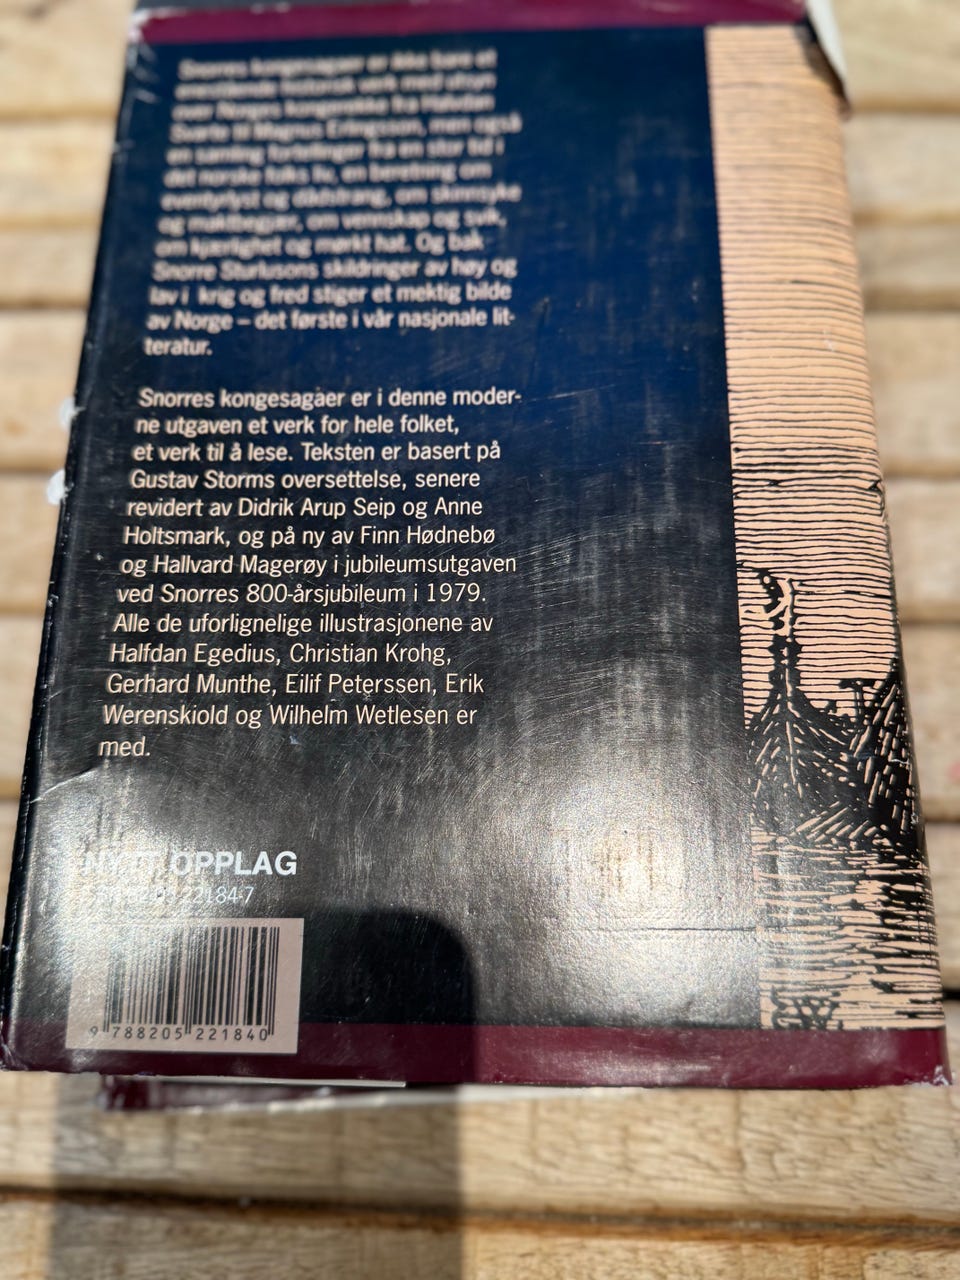 Snorres kongesagaer er ikke bare et
enestående historisk verk med utsyn
over Norges kongerekke fra Halvdan
Svarte til Magnus Erlingsson, men også
en samling fortellinger fra en stor tid i
det norske folks liv, en beretning om
eventyrlyst og dådstrang, om skinnsyke
og maktbegjær, om vennskap og svik,
om kjærlighet og mørkt hat. Og bak
Snorre Sturlusons skildringer av høy og
lav i krig og fred stiger et mektig bilde
av Norge – det første i vår nasjonale lit-
teratur.
Snorres kongesagaer er i denne moder-
ne utgaven et verk for hele folket,
et verk til å lese. Teksten er basert på
Gustav Storms oversettelse, senere
revidert av Didrik Arup Seip og Anne
Holtsmark, og på ny av Finn Hødnebø
og Hallvard Magerøy i jubileumsutgaven
ved Snorres 800-årsjubileum i 1979.
Alle de uforlignelige illustrasjonene av
Halfdan Egedius, Christian Krohg,
Gerhard Munthe, Eilif Peterssen, Erik
Werenskiold og Wilhelm Wetlesen er
med.
NYTT OPPLAG
ISBN 82-05-22184-7
9 788205 221840